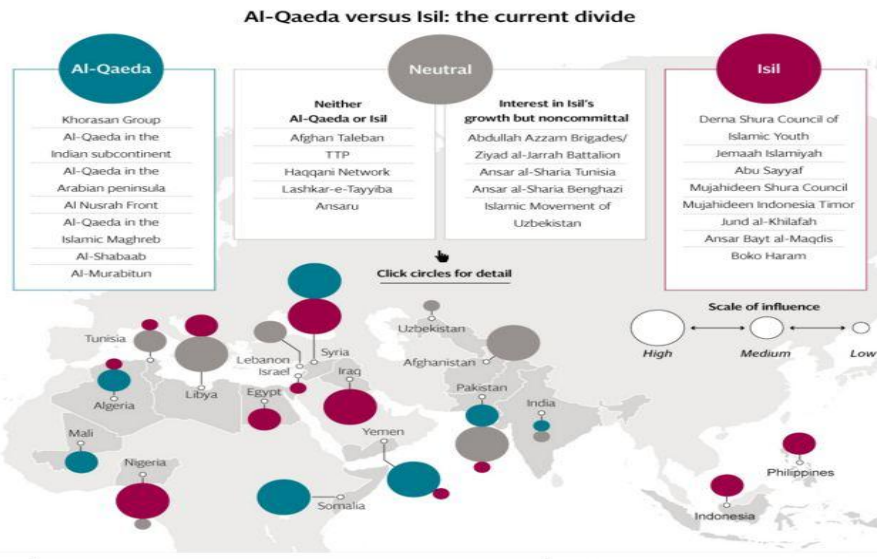 Al-Qaeda versus Isil: the current divide
Al-Qaeda
Khorasan Group
Al-Qaeda in the
Indian subcontinent
Al-Qaeda in the
Arabian peninsula
Al Nusrah Front
Al-Qaeda in the
Islamic Maghreb
Al-Shabaab
Al-Murabitun
Neutral
Neither
Al-Qaeda or Isil
Afghan Taleban
TTP
Haqqani Network
Lashkar-e-Tayyiba
Ansaru
Interest in Isil's
growth but noncommittal
Abdullah Azzam Brigades/
Ziyad al-Jarrah Battalion
Ansar al-Sharia Tunisia
Ansar al-Sharia Benghazi
Islamic Movement of
Uzbekistan
Isil
Derna Shura Council of
Islamic Youth
Jemaah Islamiyah
Abu Sayyaf
Mujahideen Shura Council
Mujahideen Indonesia Timor
Jund al-Khilafah
Ansar Bayt al-Maqdis
Boko Haram
Click circles for detail
Scale of influence
High
Medium
Low
Tunisia
Algeria
Libya
Lebanon
Israel
Syria
Egypt
Iraq
Uzbekistan
Afghanistan
Pakistan
India
Mali
Nigeria
Yemen
Somalia
Philippines
Indonesia